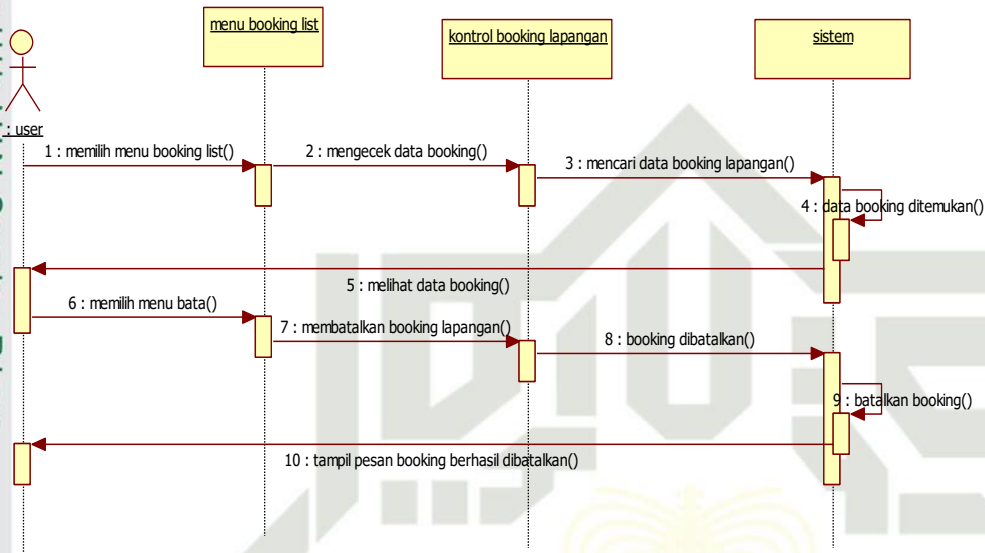 menu booking list
kontrol booking lapangan
sistem
: user
1 : memilih menu booking list()
2 : mengecek data booking()
3 : mencari data booking lapangan()
4 : data booking ditemukan()
5 : melihat data booking()
6 : memilih menu bata()
7 : membatalkan booking lapangan()
8 : booking dibatalkan()
9 : batalkan booking()
10 : tampil pesan booking berhasil dibatalkan()